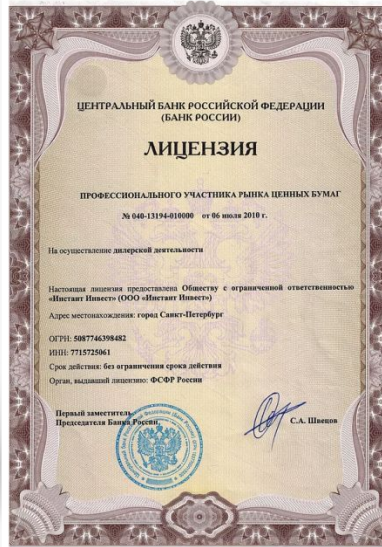 ЦЕНТРАЛЬНЫЙ БАНК РОССИЙСКОЙ ФЕДЕРАЦИИ
(БАНК РОССИИ)
ЛИЦЕНЗИЯ
ПРОФЕССИОНАЛЬНОГО УЧАСТНИКА РЫНКА ЦЕННЫХ БУМАГ
№ 040-13194-010000 от 06 июля 2010 г.
На осуществление дилерской деятельности
Настоящая лицензия предоставлена Обществу с ограниченной ответственностью
«Инстант Инвест» (ООО «Инстант Инвест»)
Адрес местонахождения: город Санкт-Петербург
ОГРН: 5087746398482
ИНН: 7715725061
Срок действия: без ограничения срока действия
Орган, выдавший лицензию: ФСФР России
Первый заместитель
Председателя Банка России,
С.А. Швецов